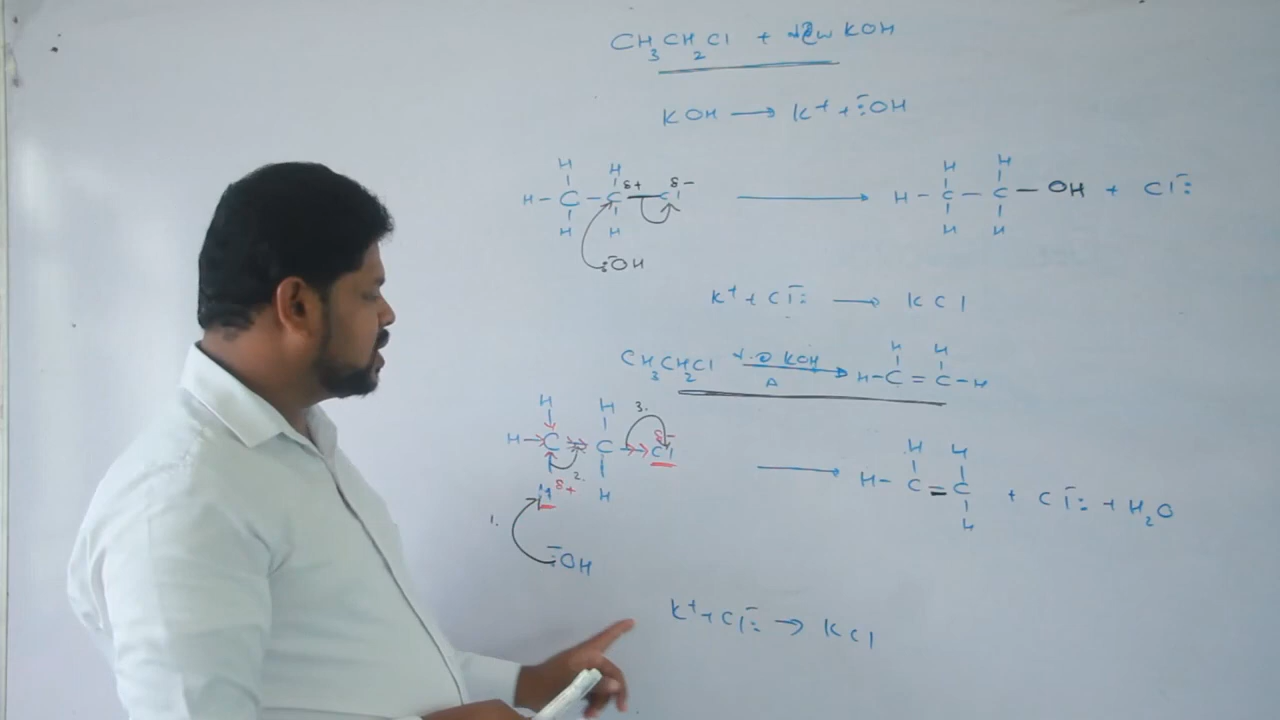 CH3CH2Cl + KOH
KOH → K+ + :‾OH
H H
H - C - C δ+ — Cl δ- → H - C - C - OH + Cl‾:
H H
:‾OH
H H
H H
K+ + Cl‾: → KCl
CH3CH2Cl KOH Δ → H - C = C - H
H H
H H 3.
H - C - C - Cl δ- → H - C = C + Cl‾: + H2O
2.
H δ+ H
H H
H
1.
:‾OH
K+ + Cl‾: → KCl